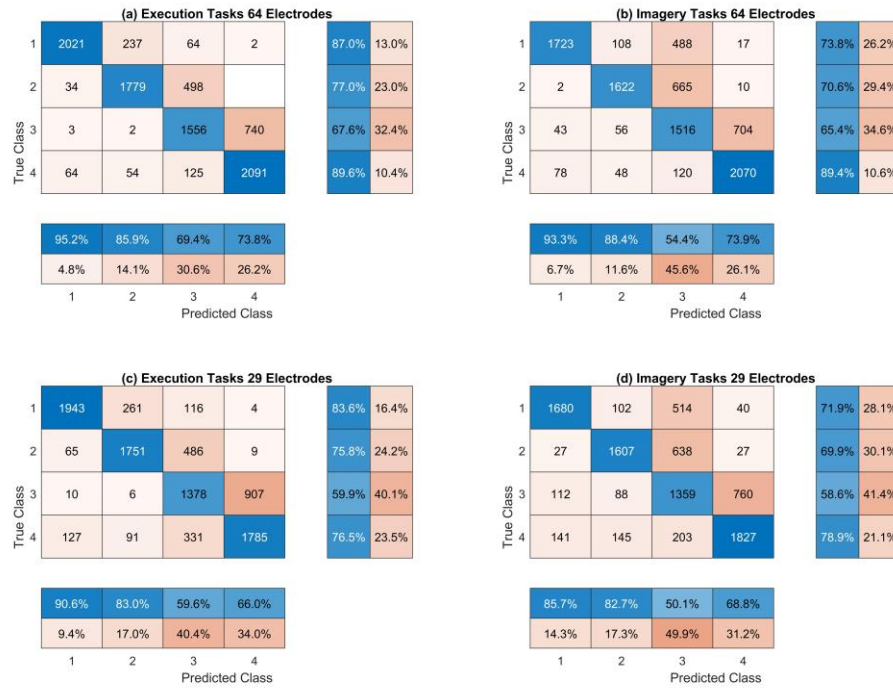 (a) Execution Tasks 64 Electrodes
1 2021 237 64 2 87.0% 13.0%
2 34 1779 498 77.0% 23.0%
3 3 2 1556 740 67.6% 32.4%
4 64 54 125 2091 89.6% 10.4%
True Class
95.2% 85.9% 69.4% 73.8%
4.8% 14.1% 30.6% 26.2%
1 2 3 4
Predicted Class
(b) Imagery Tasks 64 Electrodes
1 1723 108 488 17 73.8% 26.2%
2 2 1622 665 10 70.6% 29.4%
3 43 56 1516 704 65.4% 34.6%
4 78 48 120 2070 89.4% 10.6%
True Class
93.3% 88.4% 54.4% 73.9%
6.7% 11.6% 45.6% 26.1%
1 2 3 4
Predicted Class
(c) Execution Tasks 29 Electrodes
1 1943 261 116 4 83.6% 16.4%
2 65 1751 486 9 75.8% 24.2%
3 10 6 1378 907 59.9% 40.1%
4 127 91 331 1785 76.5% 23.5%
True Class
90.6% 83.0% 59.6% 66.0%
9.4% 17.0% 40.4% 34.0%
1 2 3 4
Predicted Class
(d) Imagery Tasks 29 Electrodes
1 1680 102 514 40 71.9% 28.1%
2 27 1607 638 27 69.9% 30.1%
3 112 88 1359 760 58.6% 41.4%
4 141 145 203 1827 78.9% 21.1%
True Class
85.7% 82.7% 50.1% 68.8%
14.3% 17.3% 49.9% 31.2%
1 2 3 4
Predicted Class